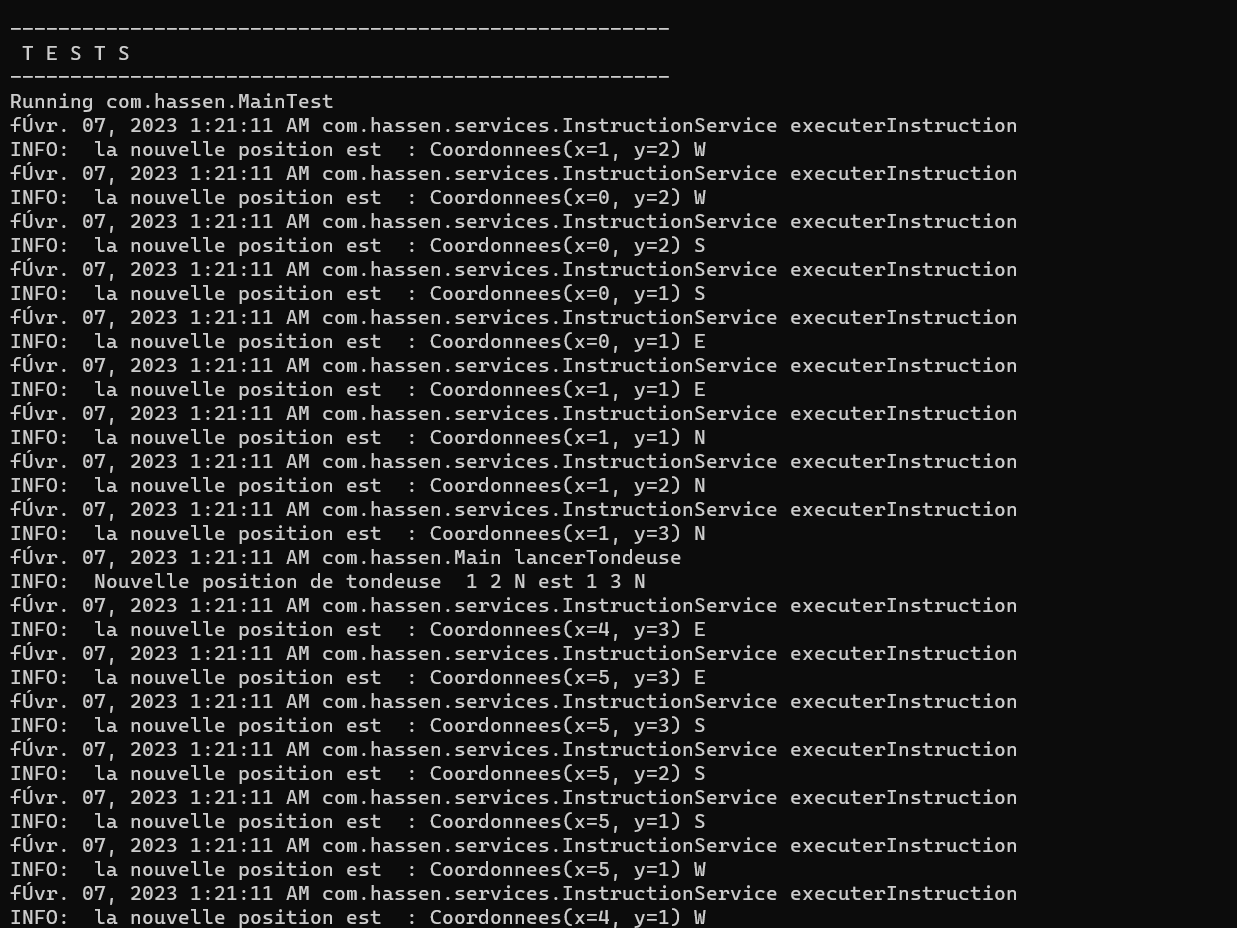 -------------------------------------------------------
 T E S T S
-------------------------------------------------------
Running com.hassen.MainTest
fÚvr. 07, 2023 1:21:11 AM com.hassen.services.InstructionService executerInstruction
INFO:  la nouvelle position est  : Coordonnees(x=1, y=2) W
fÚvr. 07, 2023 1:21:11 AM com.hassen.services.InstructionService executerInstruction
INFO:  la nouvelle position est  : Coordonnees(x=0, y=2) W
fÚvr. 07, 2023 1:21:11 AM com.hassen.services.InstructionService executerInstruction
INFO:  la nouvelle position est  : Coordonnees(x=0, y=2) S
fÚvr. 07, 2023 1:21:11 AM com.hassen.services.InstructionService executerInstruction
INFO:  la nouvelle position est  : Coordonnees(x=0, y=1) S
fÚvr. 07, 2023 1:21:11 AM com.hassen.services.InstructionService executerInstruction
INFO:  la nouvelle position est  : Coordonnees(x=0, y=1) E
fÚvr. 07, 2023 1:21:11 AM com.hassen.services.InstructionService executerInstruction
INFO:  la nouvelle position est  : Coordonnees(x=1, y=1) E
fÚvr. 07, 2023 1:21:11 AM com.hassen.services.InstructionService executerInstruction
INFO:  la nouvelle position est  : Coordonnees(x=1, y=1) N
fÚvr. 07, 2023 1:21:11 AM com.hassen.services.InstructionService executerInstruction
INFO:  la nouvelle position est  : Coordonnees(x=1, y=2) N
fÚvr. 07, 2023 1:21:11 AM com.hassen.services.InstructionService executerInstruction
INFO:  la nouvelle position est  : Coordonnees(x=1, y=3) N
fÚvr. 07, 2023 1:21:11 AM com.hassen.Main lancerTondeuse
INFO:  Nouvelle position de tondeuse  1 2 N est 1 3 N
fÚvr. 07, 2023 1:21:11 AM com.hassen.services.InstructionService executerInstruction
INFO:  la nouvelle position est  : Coordonnees(x=4, y=3) E
fÚvr. 07, 2023 1:21:11 AM com.hassen.services.InstructionService executerInstruction
INFO:  la nouvelle position est  : Coordonnees(x=5, y=3) E
fÚvr. 07, 2023 1:21:11 AM com.hassen.services.InstructionService executerInstruction
INFO:  la nouvelle position est  : Coordonnees(x=5, y=3) S
fÚvr. 07, 2023 1:21:11 AM com.hassen.services.InstructionService executerInstruction
INFO:  la nouvelle position est  : Coordonnees(x=5, y=2) S
fÚvr. 07, 2023 1:21:11 AM com.hassen.services.InstructionService executerInstruction
INFO:  la nouvelle position est  : Coordonnees(x=5, y=1) S
fÚvr. 07, 2023 1:21:11 AM com.hassen.services.InstructionService executerInstruction
INFO:  la nouvelle position est  : Coordonnees(x=5, y=1) W
fÚvr. 07, 2023 1:21:11 AM com.hassen.services.InstructionService executerInstruction
INFO:  la nouvelle position est  : Coordonnees(x=4, y=1) W